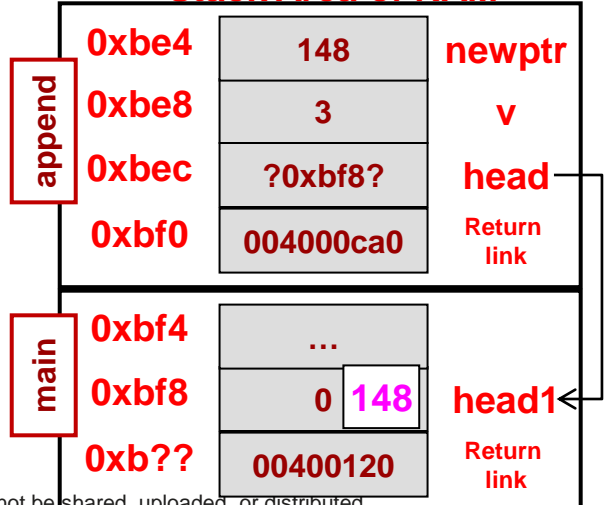 append
0xbe4 148 newptr
0xbe8 3 v
0xbec ?0xbf8? head
0xbf0 004000ca0 Return
link
main
0xbf4 ...
0xbf8 0 148 head1
0xb?? 00400120 Return
link
not be shared, uploaded, or distributed